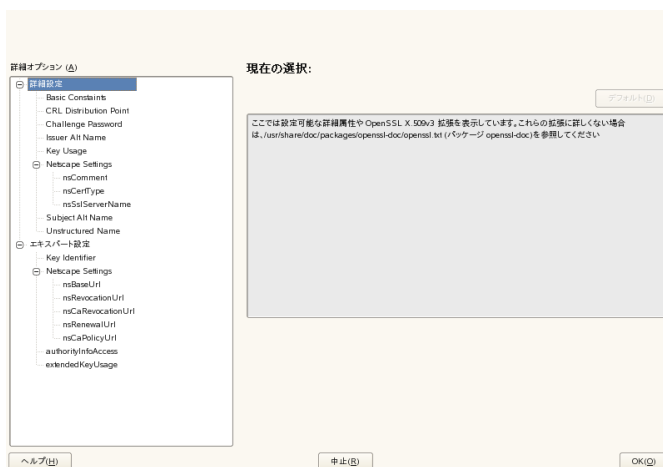 詳細オプション (A)
詳細設定
Basic Constaints
CRL Distribution Point
Challenge Password
Issuer Alt Name
Key Usage
Netscape Settings
nsComment
nsCertType
nsSslServerName
Subject Alt Name
Unstructured Name
エキスパート設定
Key Identifier
Netscape Settings
nsBaseUrl
nsRevocationUrl
nsCaRevocationUrl
nsRenewalUrl
nsCaPolicyUrl
authorityInfoAccess
extendedKeyUsage
現在の選択:
デフォルト(D)
ここでは設定可能な詳細属性や OpenSSL X.509v3 拡張を表示しています。これらの拡張に詳しくない場合
は、/usr/share/doc/packages/openssl-doc/openssl.txt (パッケージ openssl-doc)を参照してください
ヘルプ(H)
中止(R)
OK(O)